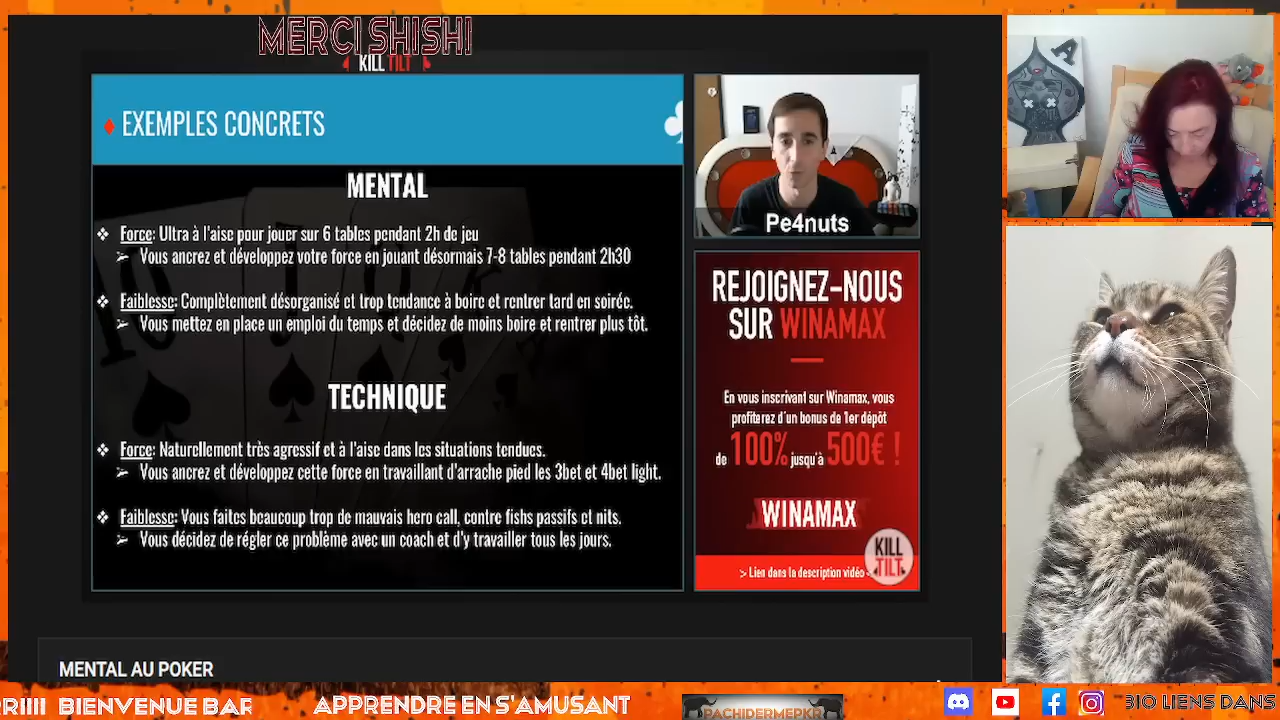 MERCI SHISHI
KILL TILT
EXEMPLES CONCRETS
MENTAL
❖ Force: Ultra à l'aise pour jouer sur 6 tables pendant 2h de jeu
➢ Vous ancrez et développez votre force en jouant désormais 7-8 tables pendant 2h30
❖ Faiblesse: Complètement désorganisé et trop tendance à boire et rentrer tard en soirée.
➢ Vous mettez en place un emploi du temps et décidez de moins boire et rentrer plus tôt.
TECHNIQUE
❖ Force: Naturellement très agressif et à l'aise dans les situations tendues.
➢ Vous ancrez et développez cette force en travaillant d'arrache pied les 3bet et 4bet light.
❖ Faiblesse: Vous faites beaucoup trop de mauvais hero call, contre fishs passifs et nits.
➢ Vous décidez de régler ce problème avec un coach et d'y travailler tous les jours.
Pe4nuts
REJOIGNEZ-NOUS
SUR WINAMAX
En vous inscrivant sur Winamax, vous
profiterez d'un bonus de 1er dépôt
de 100% jusqu'à 500€ !
WINAMAX
> Lien dans la description vidéo <
KILL
TILT
A
MENTAL AU POKER
RRIIII BIENVENUE BAR
APPRENDRE EN S'AMUSANT
PACHIDERMEPKR
BIO LIENS DANS